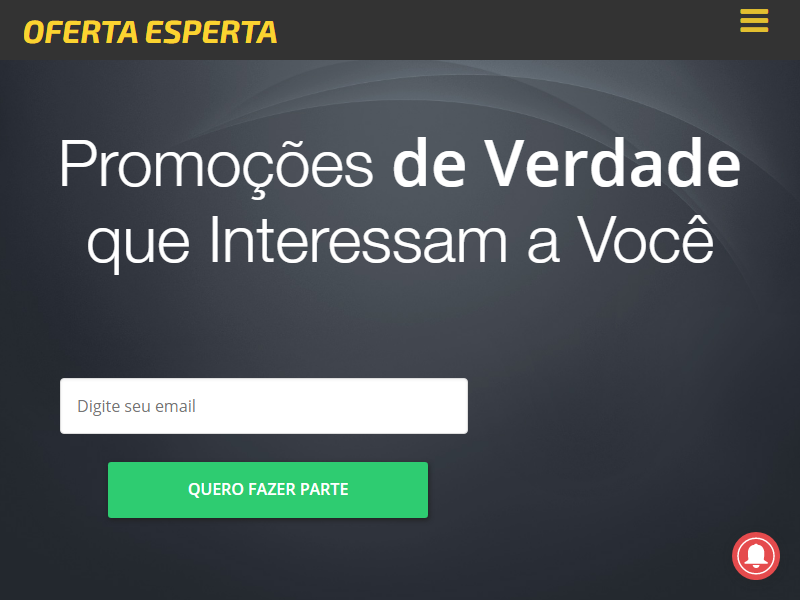 OFERTA ESPERTA
Promoções de Verdade
que Interessam a Você
Digite seu email
QUERO FAZER PARTE